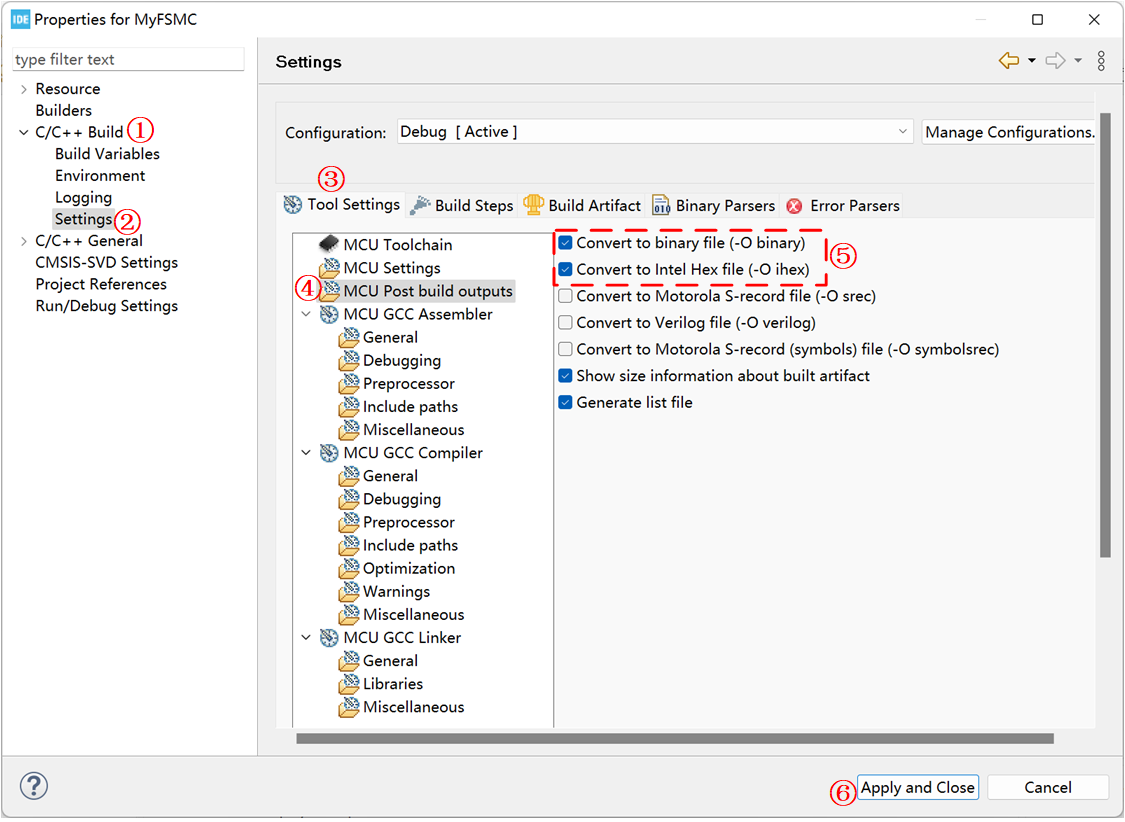 IDE Properties for MyFSMC
type filter text
Resource
Builders
C/C++ Build ①
Build Variables
Environment
Logging
Settings ②
C/C++ General
CMSIS-SVD Settings
Project References
Run/Debug Settings
Settings
Configuration: Debug [ Active ] Manage Configurations.
③
Tool Settings Build Steps Build Artifact 010 Binary Parsers Error Parsers
MCU Toolchain
MCU Settings
④ MCU Post build outputs
MCU GCC Assembler
General
Debugging
Preprocessor
Include paths
Miscellaneous
MCU GCC Compiler
General
Debugging
Preprocessor
Include paths
Optimization
Warnings
Miscellaneous
MCU GCC Linker
General
Libraries
Miscellaneous
Convert to binary file (-O binary)
⑤
Convert to Intel Hex file (-O ihex)
Convert to Motorola S-record file (-O srec)
Convert to Verilog file (-O verilog)
Convert to Motorola S-record (symbols) file (-O symbolsrec)
Show size information about built artifact
Generate list file
? ⑥ Apply and Close Cancel